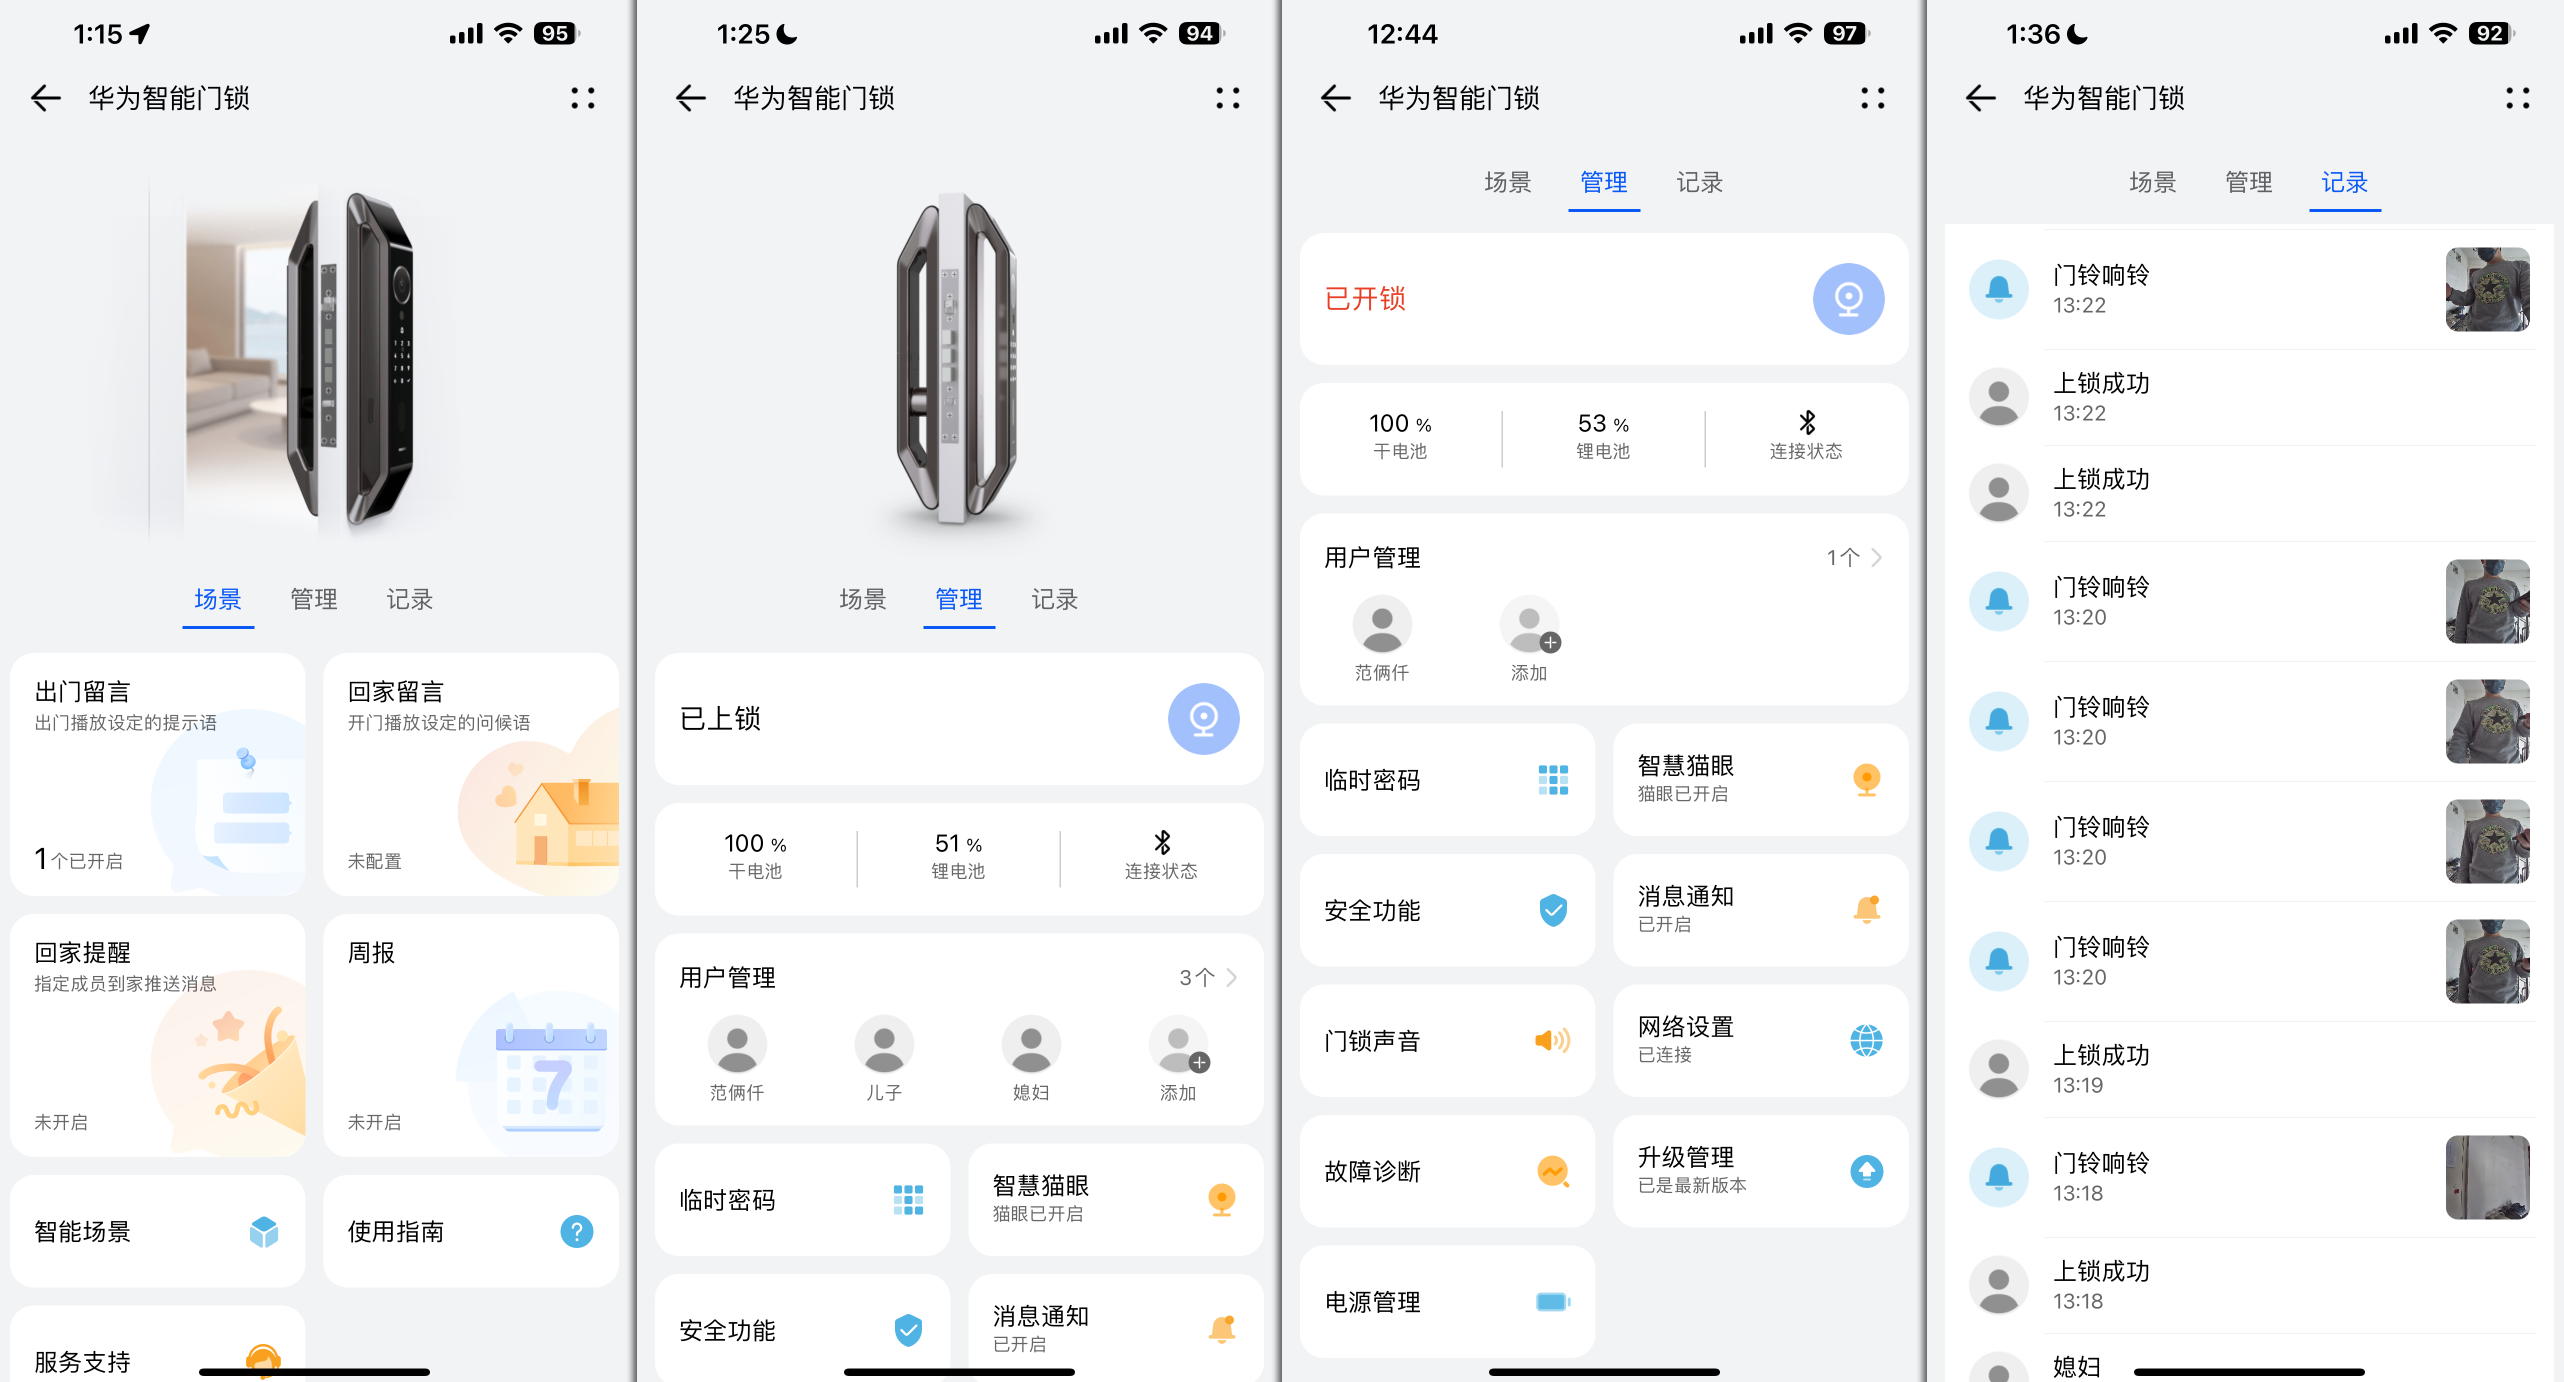 1:15
95
华为智能门锁
场景
管理
记录
出门留言
出门播放设定的提示语
1个已开启
回家留言
开门播放设定的问候语
未配置
回家提醒
指定成员到家推送消息
未开启
周报
7
未开启
智能场景
使用指南
?
服务支持
1:25
94
华为智能门锁
场景
管理
记录
已上锁
100 %
干电池
51 %
锂电池
连接状态
用户管理
3个
范俩仟
儿子
媳妇
添加
临时密码
智慧猫眼
猫眼已开启
安全功能
消息通知
已开启
12:44
97
华为智能门锁
场景
管理
记录
已开锁
100 %
干电池
53 %
锂电池
连接状态
用户管理
1个
范俩仟
添加
临时密码
智慧猫眼
猫眼已开启
安全功能
消息通知
已开启
门锁声音
网络设置
已连接
故障诊断
升级管理
已是最新版本
电源管理
1:36
92
华为智能门锁
场景
管理
记录
门铃响铃
13:22
上锁成功
13:22
上锁成功
13:22
门铃响铃
13:20
门铃响铃
13:20
门铃响铃
13:20
门铃响铃
13:20
上锁成功
13:19
门铃响铃
13:18
上锁成功
13:18
媳妇